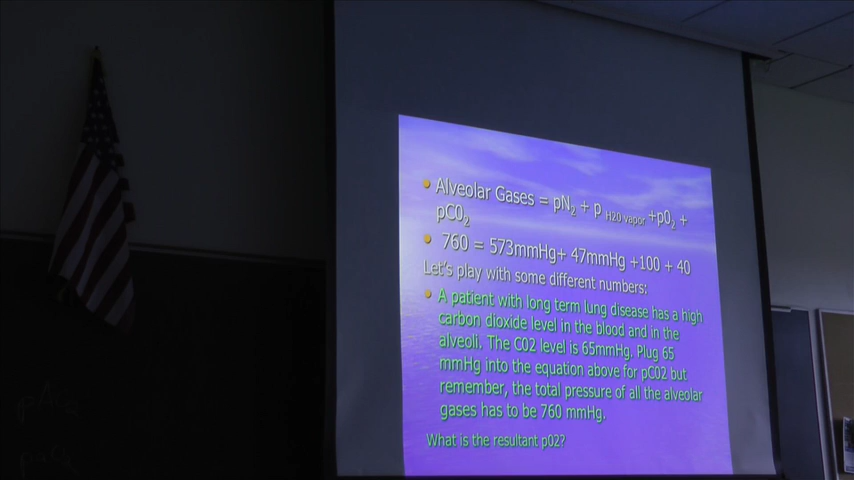 Alveolar Gases = pN2 + p H20 vapor +p02 +
pC02
760 = 573mmHg+ 47mmHg +100 + 40
Let's play with some different numbers:
A patient with long term lung disease has a high
carbon dioxide level in the blood and in the
alveoli. The C02 level is 65mmHg. Plug 65
mmHg into the equation above for pC02 but
remember, the total pressure of all the alveolar
gases has to be 760 mmHg.
What is the resultant p02?